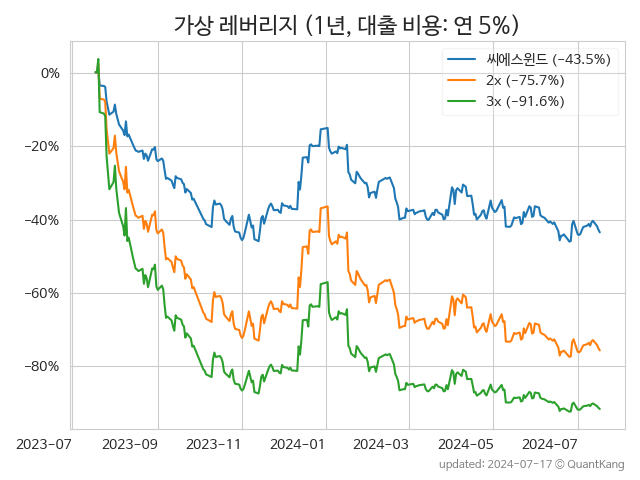 가상 레버리지 (1년, 대출 비용: 연 5%)
씨에스윈드 (−43.5%)
2x (−75.7%)
3x (−91.6%)
0%
−20%
−40%
−60%
−80%
2023−07 2023−09 2023−11 2024−01 2024−03 2024−05 2024−07
updated: 2024−07−17 © QuantKang